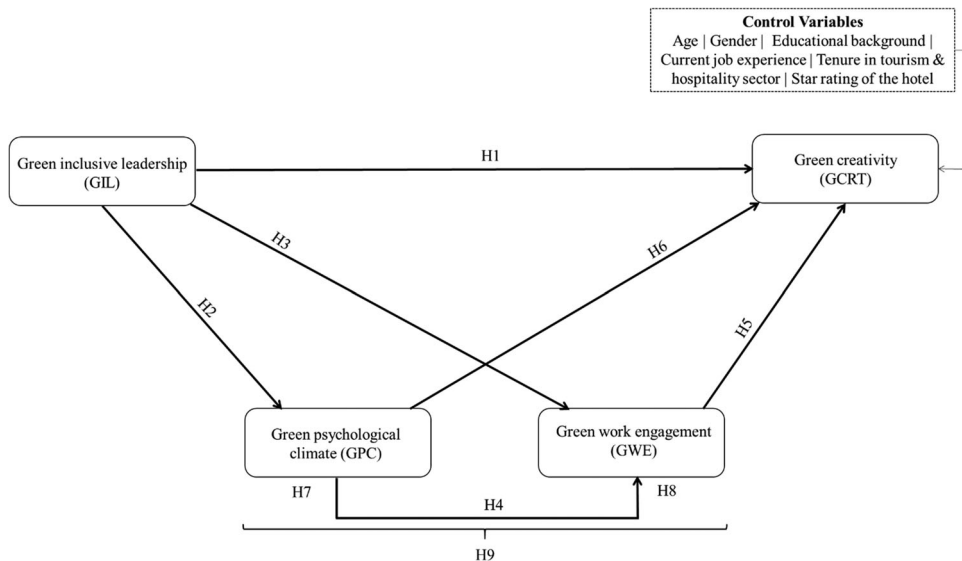 Control Variables
Age | Gender | Educational background |
Current job experience | Tenure in tourism &
hospitality sector | Star rating of the hotel
Green inclusive leadership
(GIL)
H1
Green creativity
(GCRT)
H3
H6
H2
H5
Green psychological
climate (GPC)
Green work engagement
(GWE)
H7
H4
H8
H9